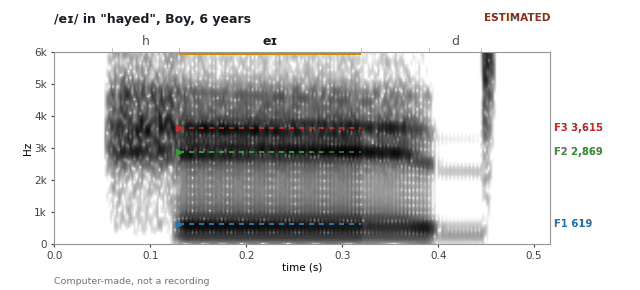 /eɪ/ in "hayed", Boy, 6 years
ESTIMATED
h eɪ d
6k
5k
4k
3k
2k
1k
0
Hz
F3 3,615
F2 2,869
F1 619
0.0 0.1 0.2 0.3 0.4 0.5
time (s)
Computer-made, not a recording